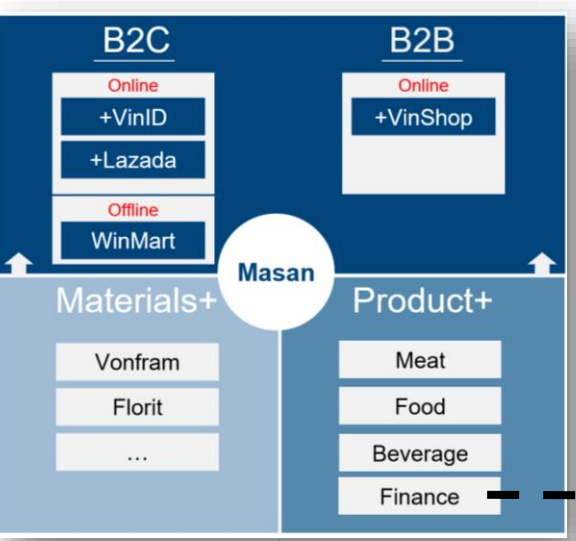 B2C
Online
+VinID
+Lazada
Offline
WinMart
B2B
Online
+VinShop
Masan
Materials+
Vonfram
Florit
...
Product+
Meat
Food
Beverage
Finance